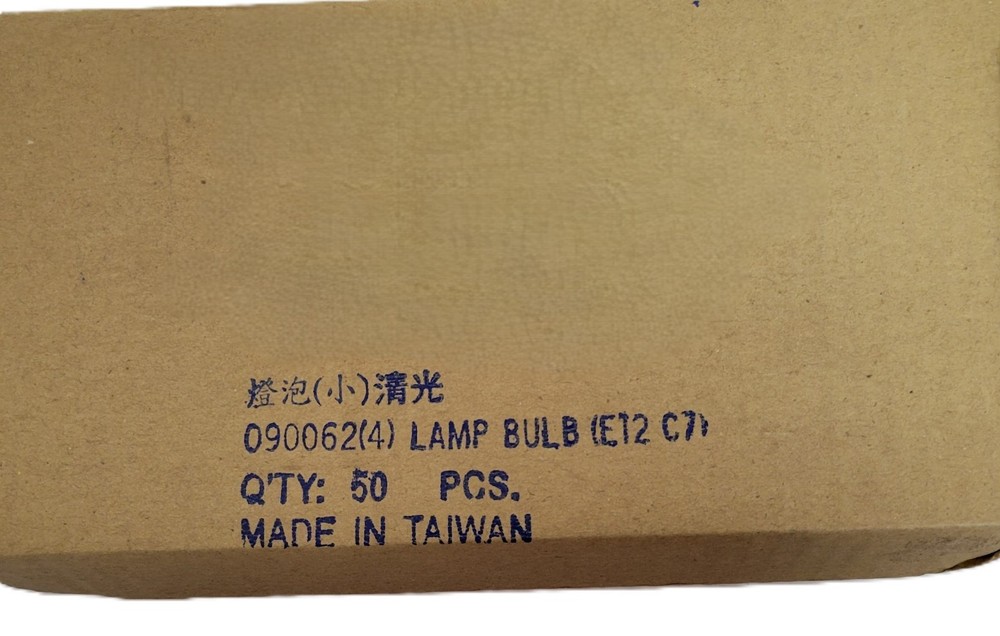 燈泡(小)清光
090062(4) LAMP BULB (E12 C7)
Q'TY: 50 PCS.
MADE IN TAIWAN